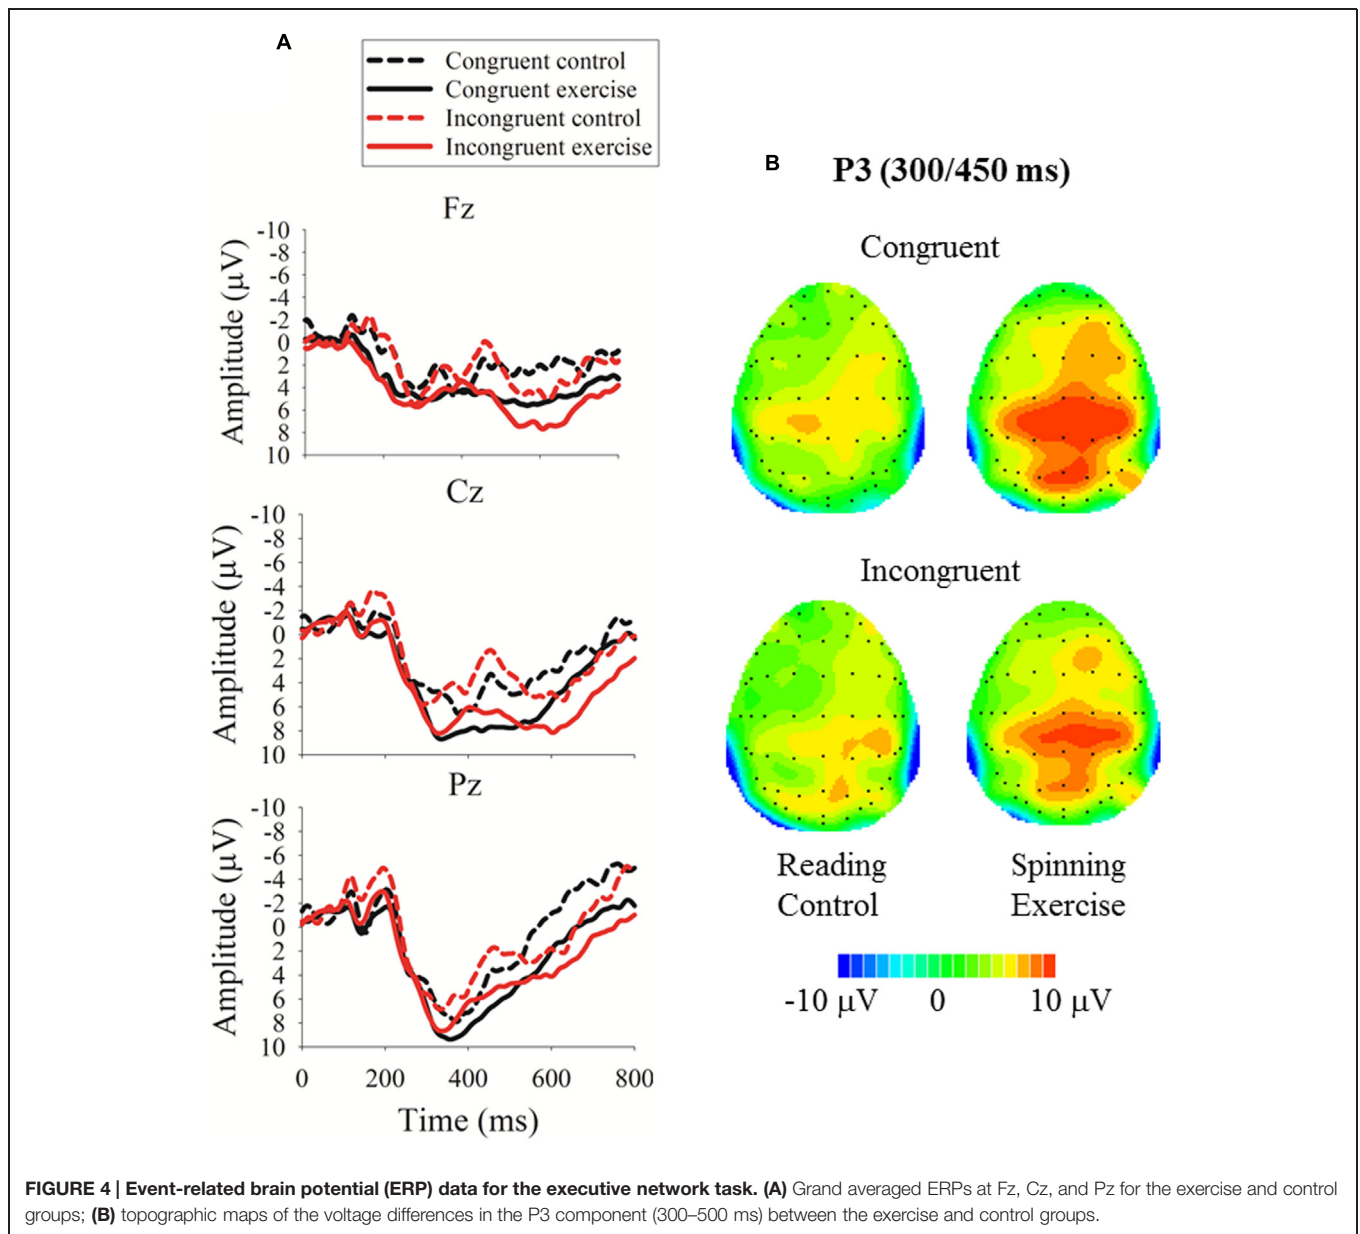 A
Congruent control
Congruent exercise
Incongruent control
Incongruent exercise
Fz
-10
-8
-6
-4
-2
0
2
4
6
8
10
Amplitude (µV)
Cz
-10
-8
-6
-4
-2
0
2
4
6
8
10
Amplitude (µV)
Pz
-10
-8
-6
-4
-2
0
2
4
6
8
10
Amplitude (µV)
0 200 400 600 800
Time (ms)
B
P3 (300/450 ms)
Congruent
Incongruent
Reading
Control
Spinning
Exercise
-10 µV 0 10 µV
FIGURE 4 | Event-related brain potential (ERP) data for the executive network task. (A) Grand averaged ERPs at Fz, Cz, and Pz for the exercise and control
groups; (B) topographic maps of the voltage differences in the P3 component (300–500 ms) between the exercise and control groups.